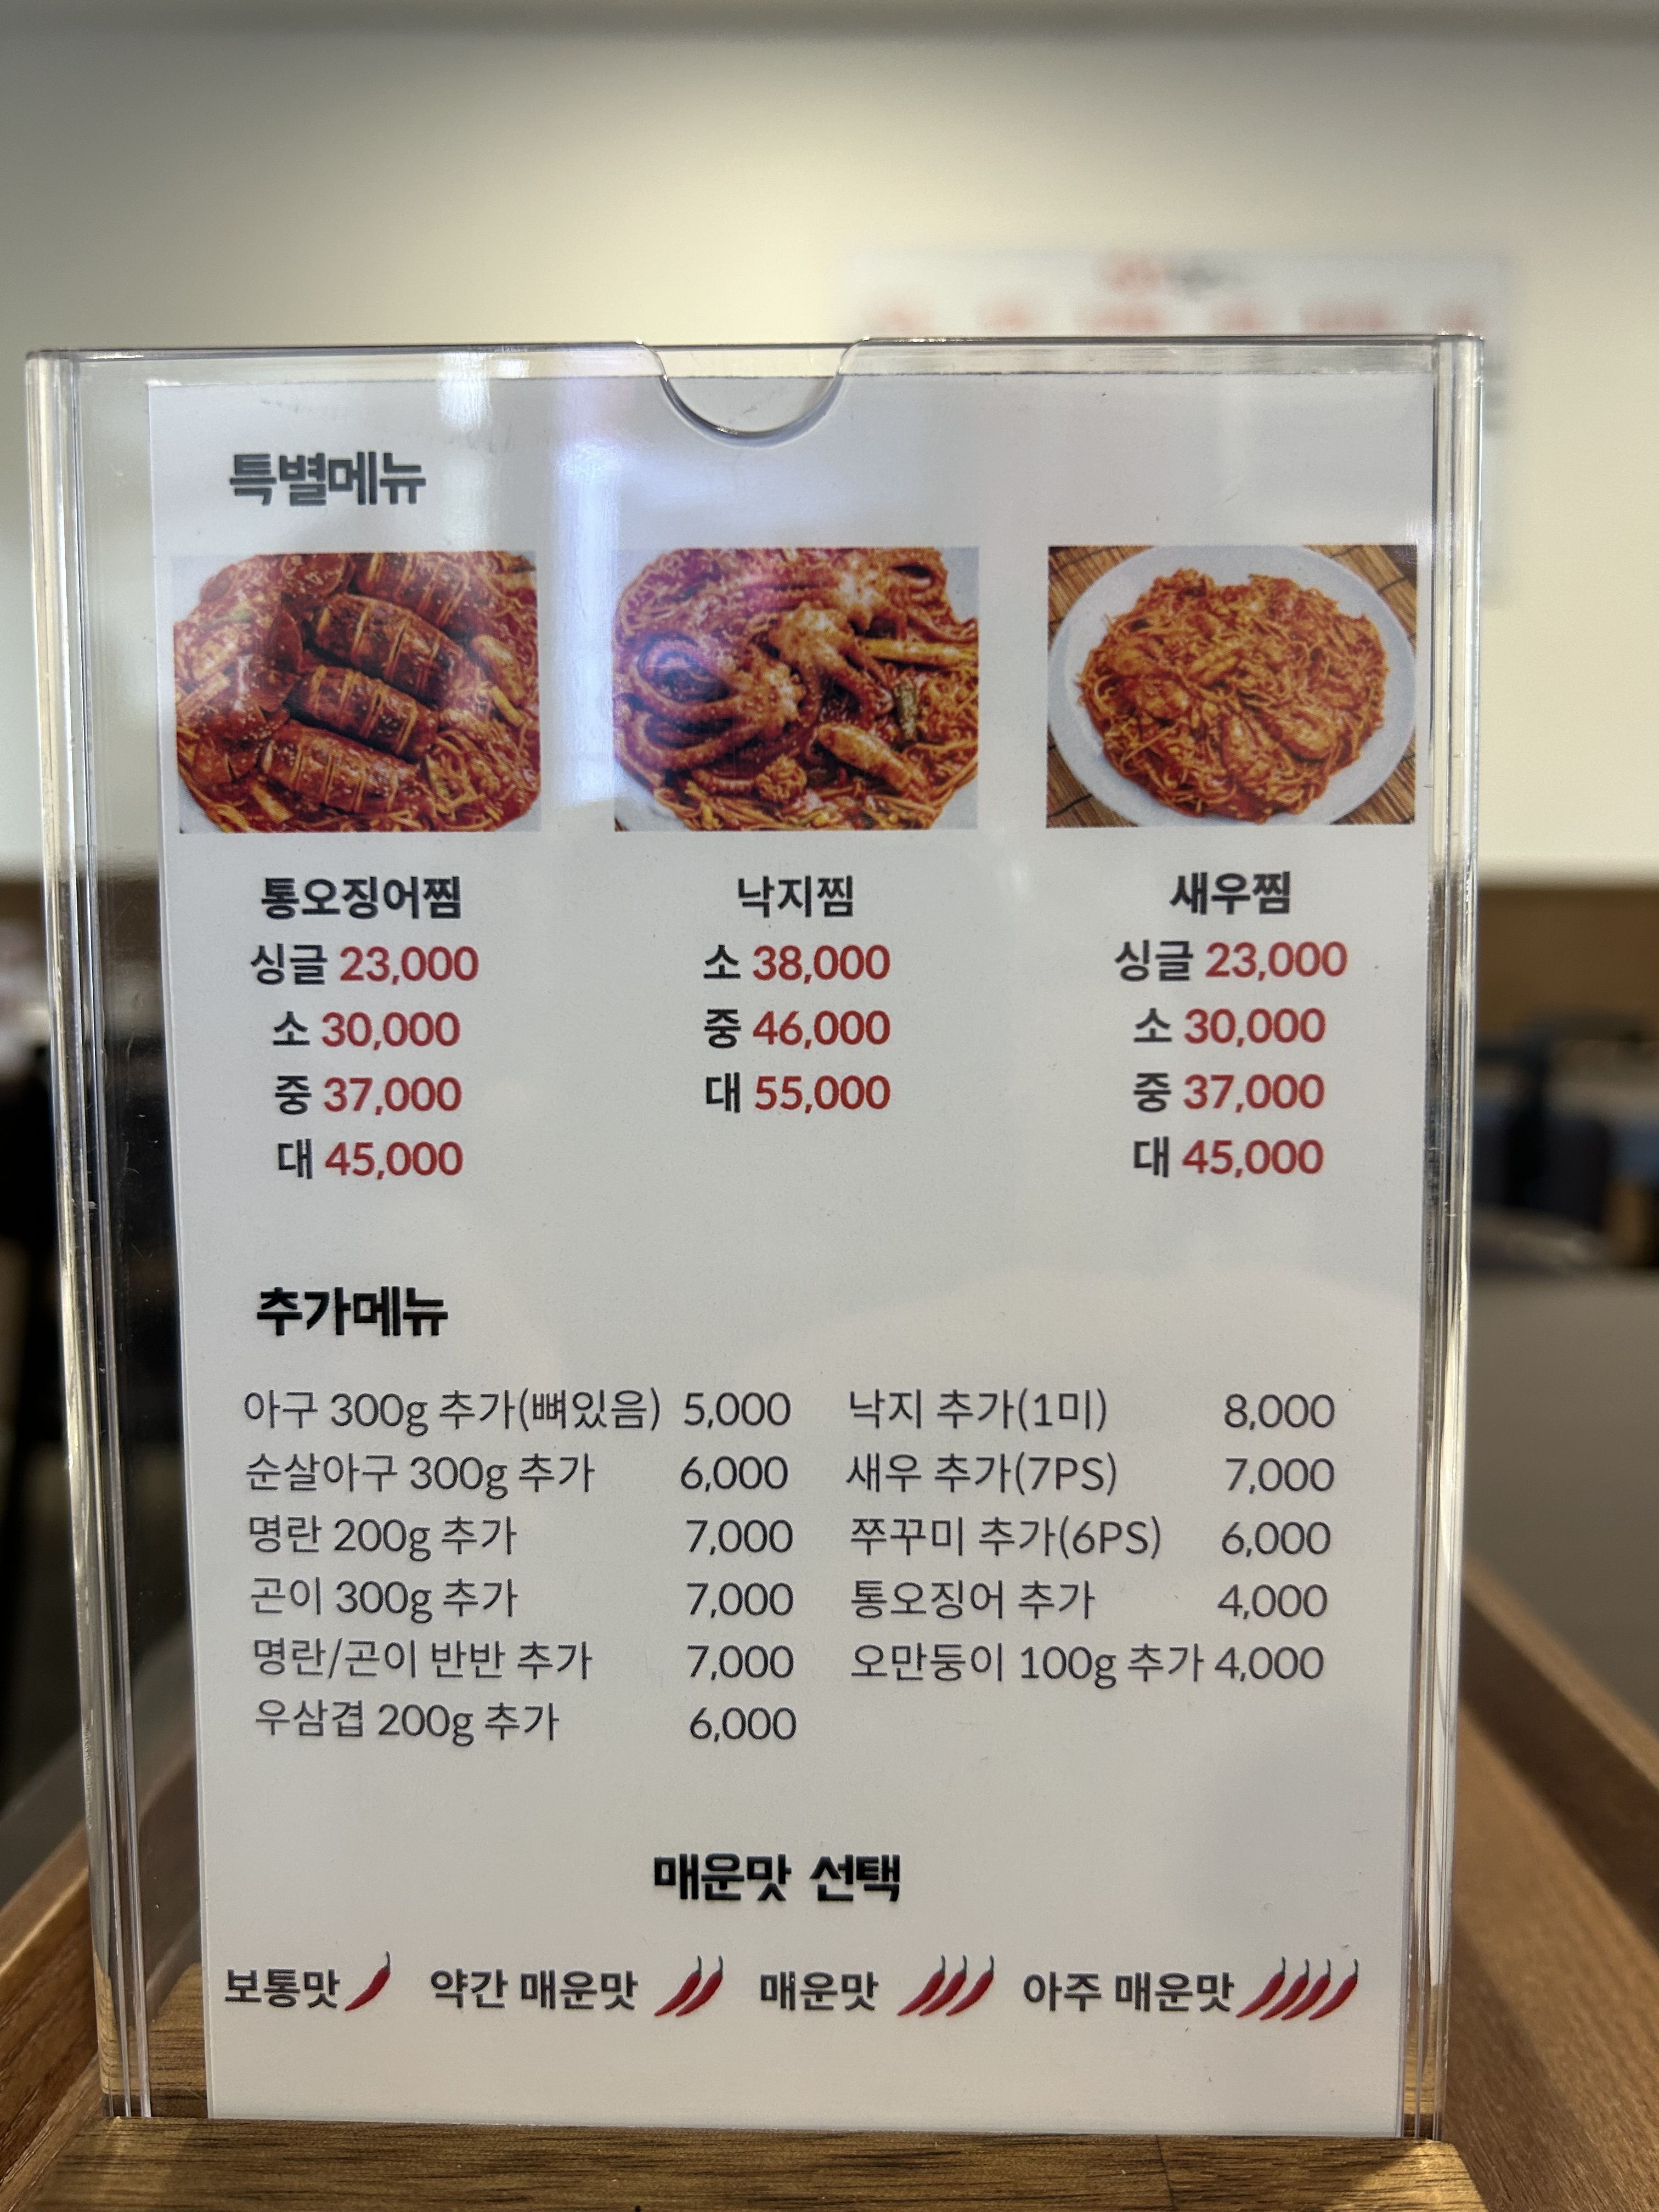 특별메뉴
통오징어찜
싱글 23,000
소 30,000
중 37,000
대 45,000
낙지찜
소 38,000
중 46,000
대 55,000
새우찜
싱글 23,000
소 30,000
중 37,000
대 45,000
추가메뉴
아구 300g 추가(뼈있음) 5,000
순살아구 300g 추가 6,000
명란 200g 추가 7,000
곤이 300g 추가 7,000
명란/곤이 반반 추가 7,000
우삼겹 200g 추가 6,000
낙지 추가(1미) 8,000
새우 추가(7PS) 7,000
쭈꾸미 추가(6PS) 6,000
통오징어 추가 4,000
오만둥이 100g 추가 4,000
매운맛 선택
보통맛 약간 매운맛 매운맛 아주 매운맛